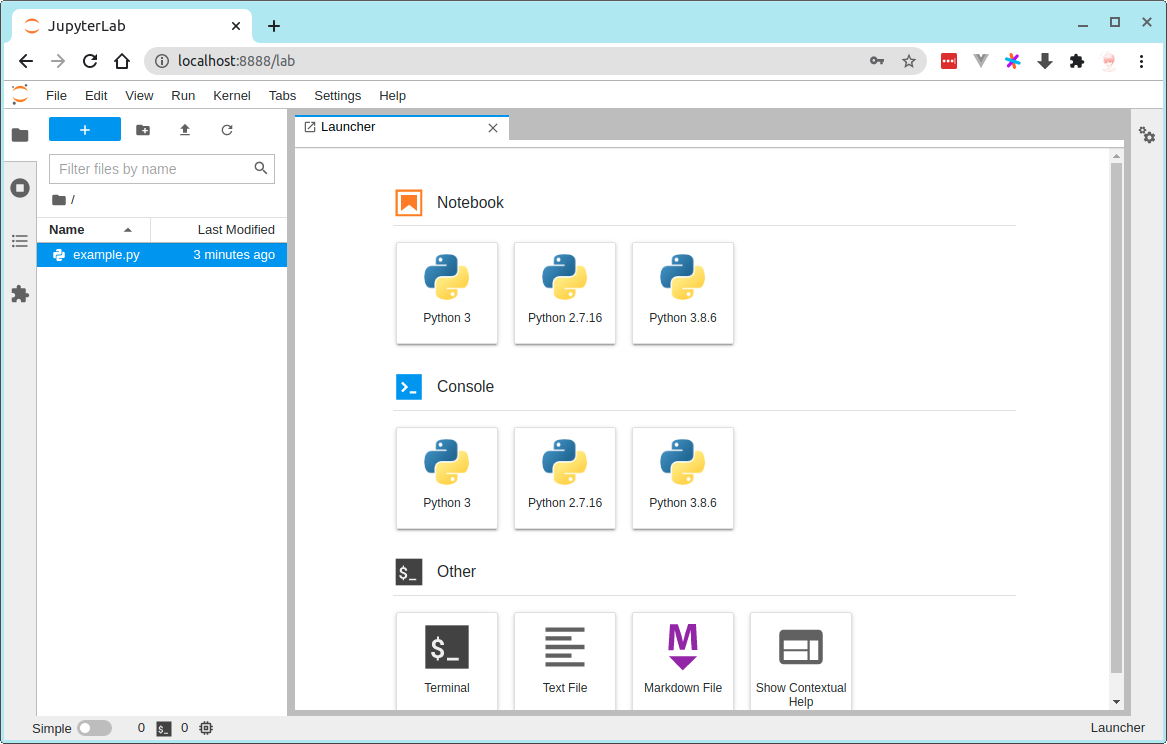 JupyterLab
localhost:8888/lab
File Edit View Run Kernel Tabs Settings Help
+
Launcher
Filter files by name
/
Name Last Modified
example.py 3 minutes ago
Notebook
Python 3 Python 2.7.16 Python 3.8.6
Console
Python 3 Python 2.7.16 Python 3.8.6
$_ Other
$_ M
Terminal Text File Markdown File Show Contextual
Help
Simple 0 $_ 0 Launcher